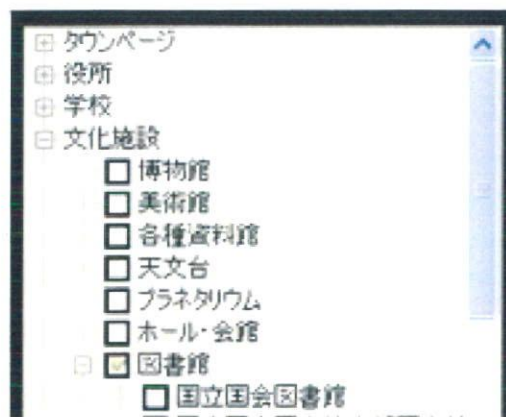 タウンページ
役所
学校
文化施設
博物館
美術館
各種資料館
天文台
プラネタリウム
ホール・会館
図書館
国立国会図書館